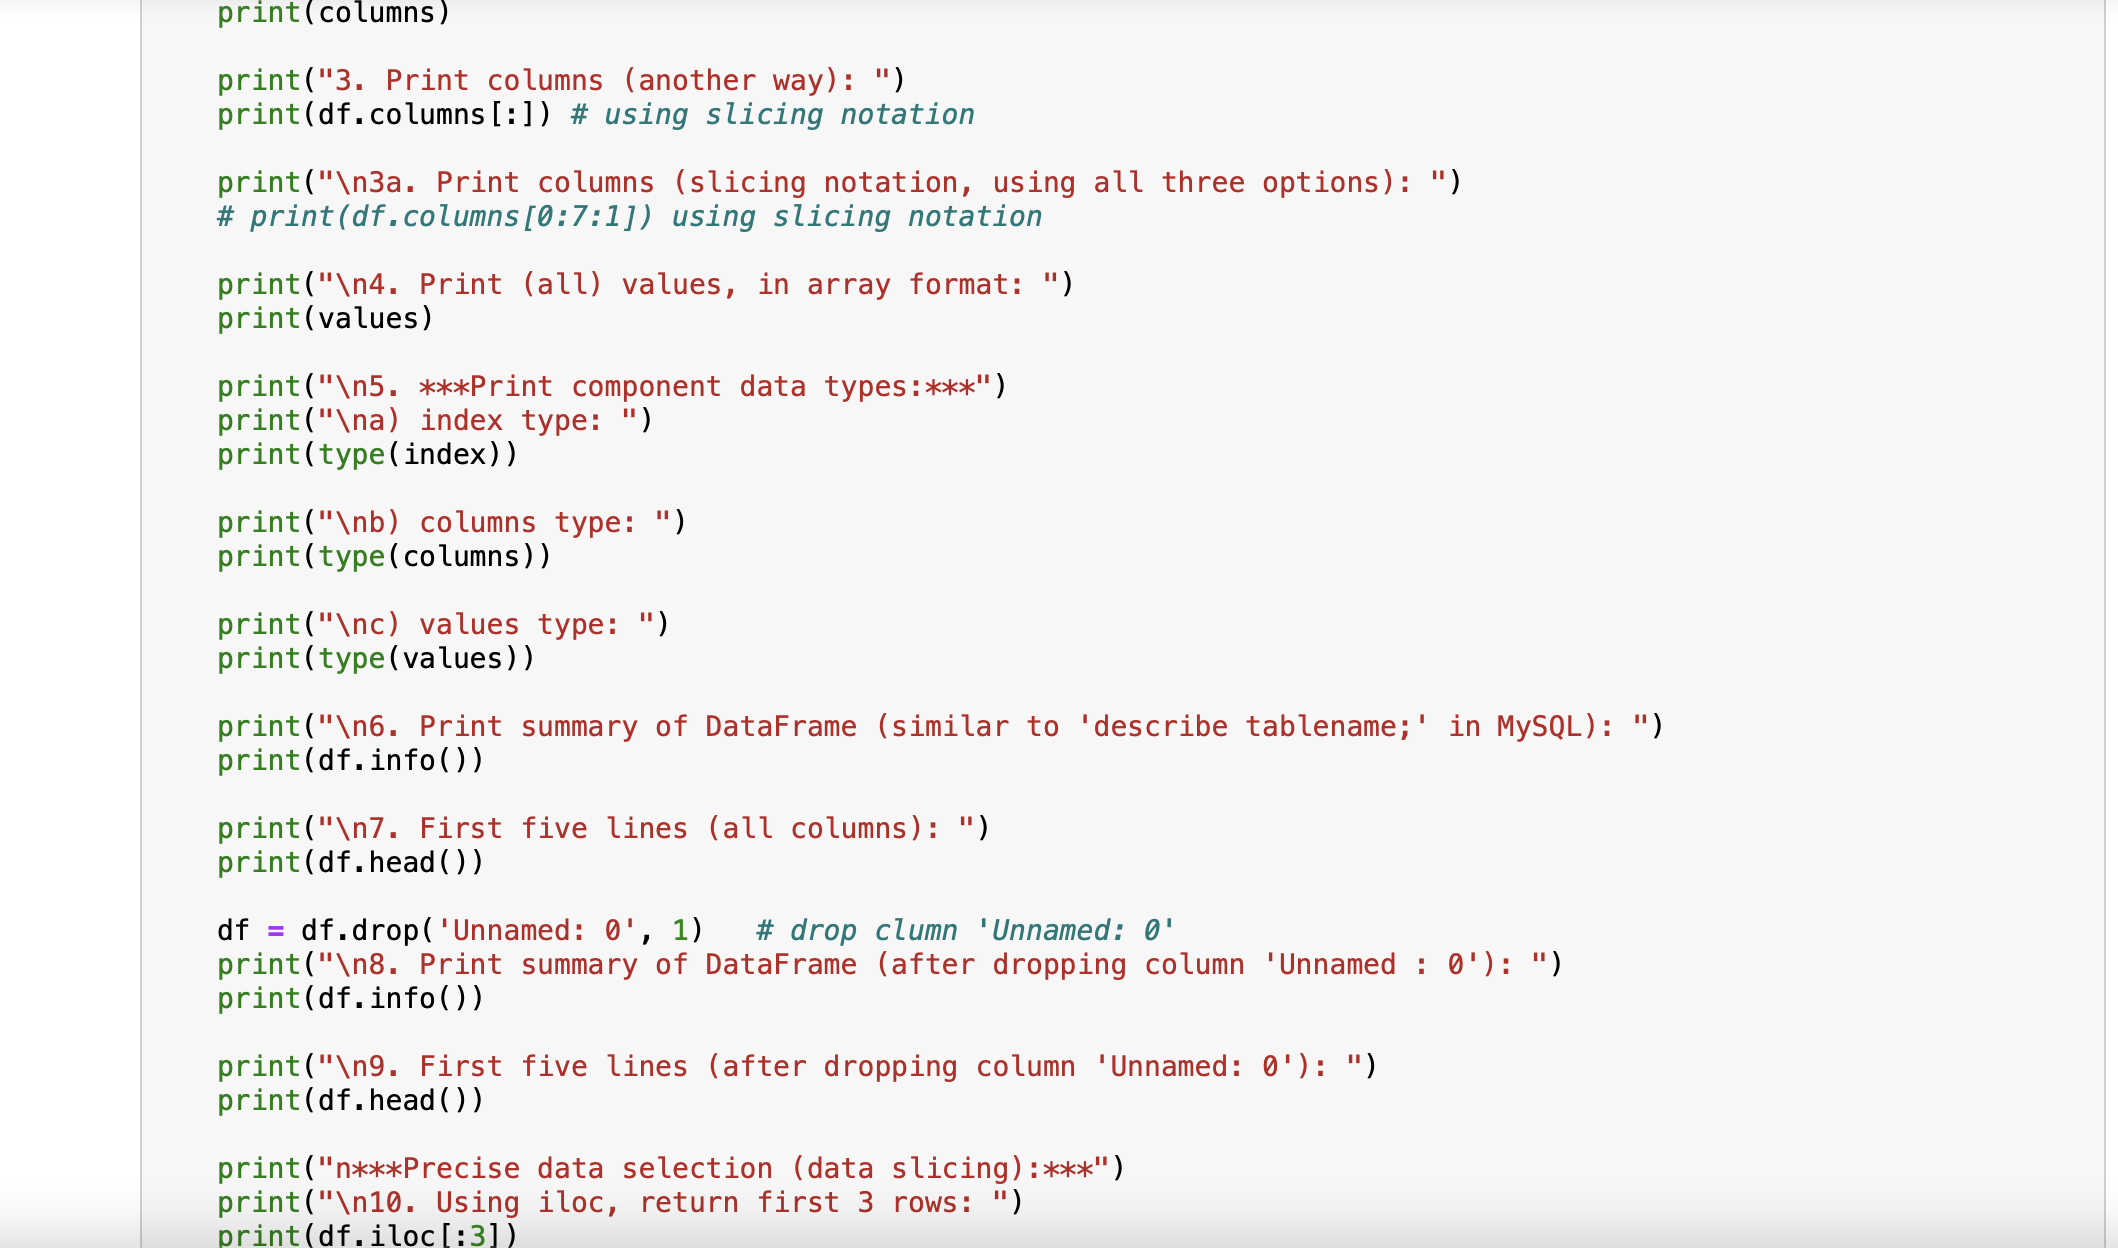 print(columns)
print("3. Print columns (another way): ")
print(df.columns[:]) # using slicing notation
print("\n3a. Print columns (slicing notation, using all three options): ")
# print(df.columns[0:7:1]) using slicing notation
print("\n4. Print (all) values, in array format: ")
print(values)
print("\n5. ***Print component data types:***")
print("\na) index type: ")
print(type(index))
print("\nb) columns type: ")
print(type(columns))
print("\nc) values type: ")
print(type(values))
print("\n6. Print summary of DataFrame (similar to 'describe tablename;' in MySQL): ")
print(df.info())
print("\n7. First five lines (all columns): ")
print(df.head())
df = df.drop('Unnamed: 0', 1)   # drop clumn 'Unnamed: 0'
print("\n8. Print summary of DataFrame (after dropping column 'Unnamed : 0'): ")
print(df.info())
print("\n9. First five lines (after dropping column 'Unnamed: 0'): ")
print(df.head())
print("n***Precise data selection (data slicing):***")
print("\n10. Using iloc, return first 3 rows: ")
print(df.iloc[:3])